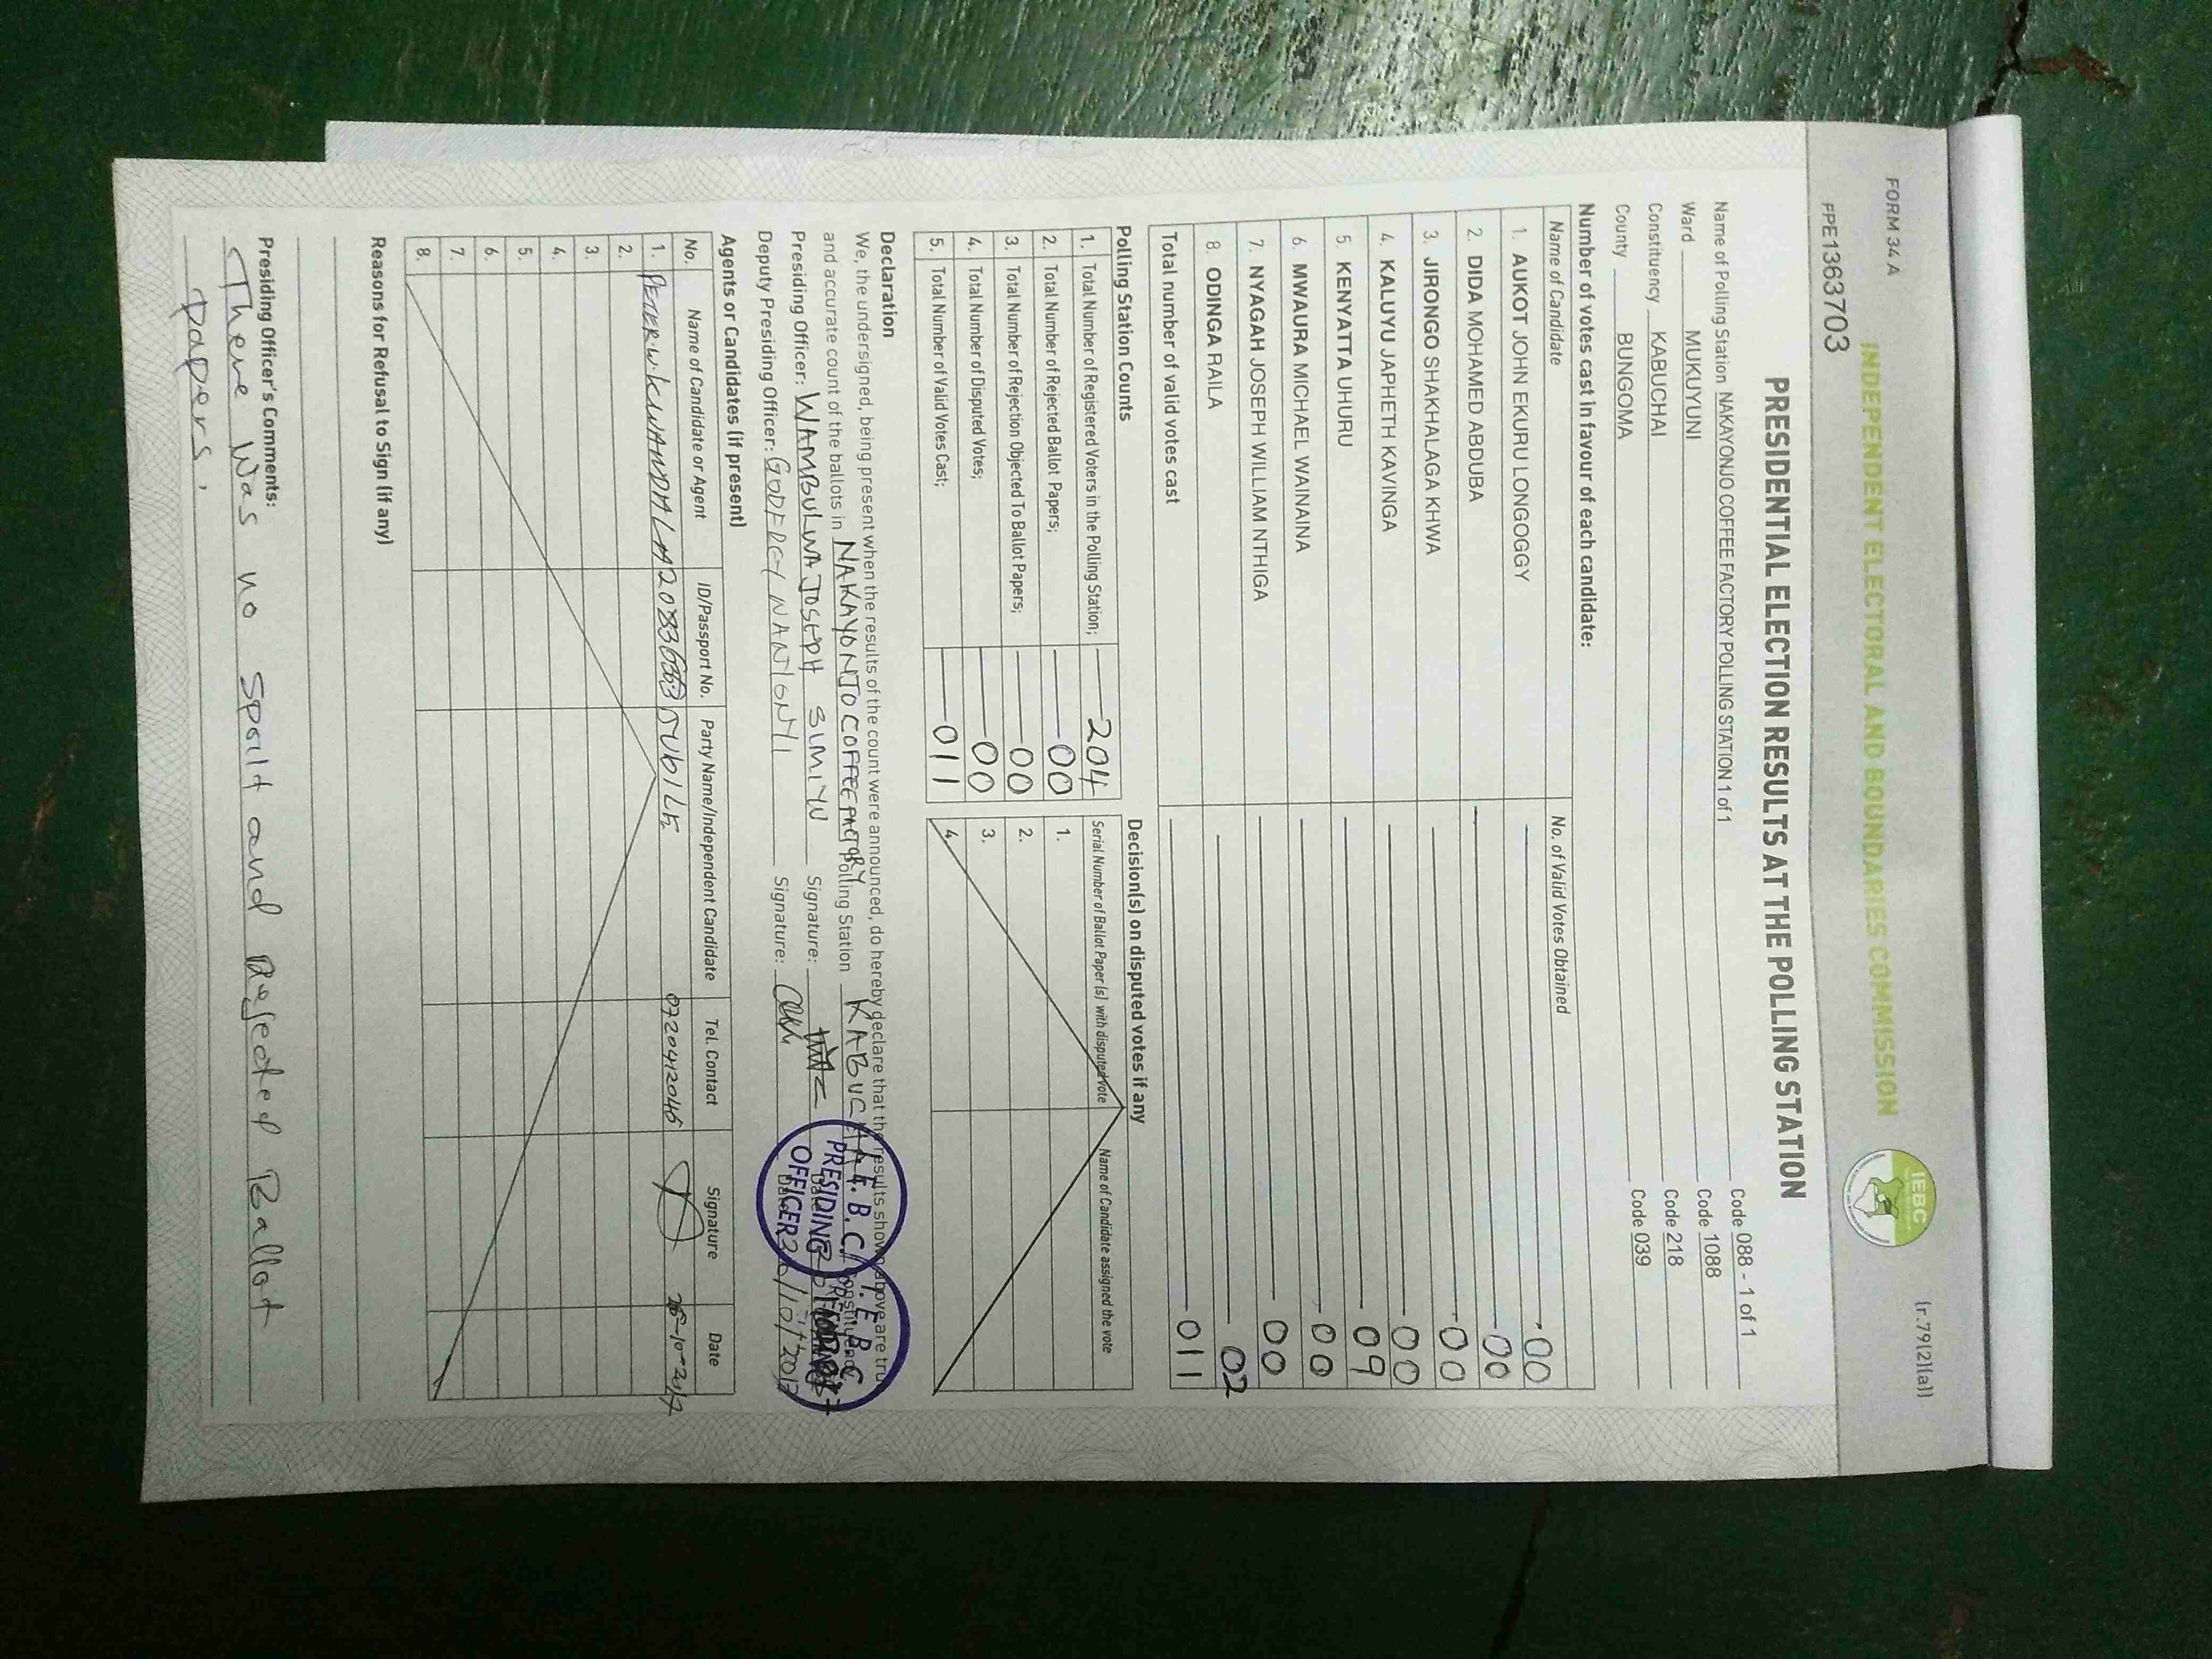 FORM 34 A
(r.79(2)(a))
INDEPENDENT ELECTORAL AND BOUNDARIES COMMISSION
IEBC
FPE1363703
PRESIDENTIAL ELECTION RESULTS AT THE POLLING STATION
Name of Polling Station NAKAYONJO COFFEE FACTORY POLLING STATION 1 of 1 Code 088 - 1 of 1
Ward MUKUYUNI Code 1088
Constituency KABUCHAI Code 218
County BUNGOMA Code 039
Number of votes cast in favour of each candidate:
Name of Candidate No. of Valid Votes Obtained
1. AUKOT JOHN EKURU LONGOGGY 00
2. DIDA MOHAMED ABDUBA 00
3. JIRONGO SHAKHALAGA KHWA 00
4. KALUYU JAPHETH KAVINGA 00
5. KENYATTA UHURU 09
6. MWAURA MICHAEL WAINAINA 00
7. NYAGAH JOSEPH WILLIAM NTHIGA 00
8. ODINGA RAILA 02
Total number of valid votes cast 011
Polling Station Counts
1. Total Number of Registered Voters in the Polling Station; 204
2. Total Number of Rejected Ballot Papers; 00
3. Total Number of Rejection Objected To Ballot Papers; 00
4. Total Number of Disputed Votes; 00
5. Total Number of Valid Votes Cast; 011
Decision(s) on disputed votes if any
Serial Number of Ballot Paper (s) with disputed vote Name of Candidate assigned the vote
1.
2.
3.
4.
Declaration
We, the undersigned, being present when the results of the count were announced, do hereby declare that the results shown above are true
and accurate count of the ballots in NAKAYONJO COFFEE FACTORY Polling Station KABUCHAI Constituency
Presiding Officer: WAMBULWA JOSEPH SIMIYU Signature:
Deputy Presiding Officer: Signature: Date 26/10/2017
I.E.B.C. PRESIDING OFFICER
I.E.B.C
Agents or Candidates (if present)
No. Name of Candidate or Agent ID/Passport No. Party Name/Independent Candidate Tel. Contact Signature Date
1. PETER W. KWANDALA JUBILE 0720412046 26-10-2017
2.
3.
4.
5.
6.
7.
8.
Reasons for Refusal to Sign (if any)
Presiding Officer's Comments:
There Was no Spoilt and Rejected Ballot
papers.